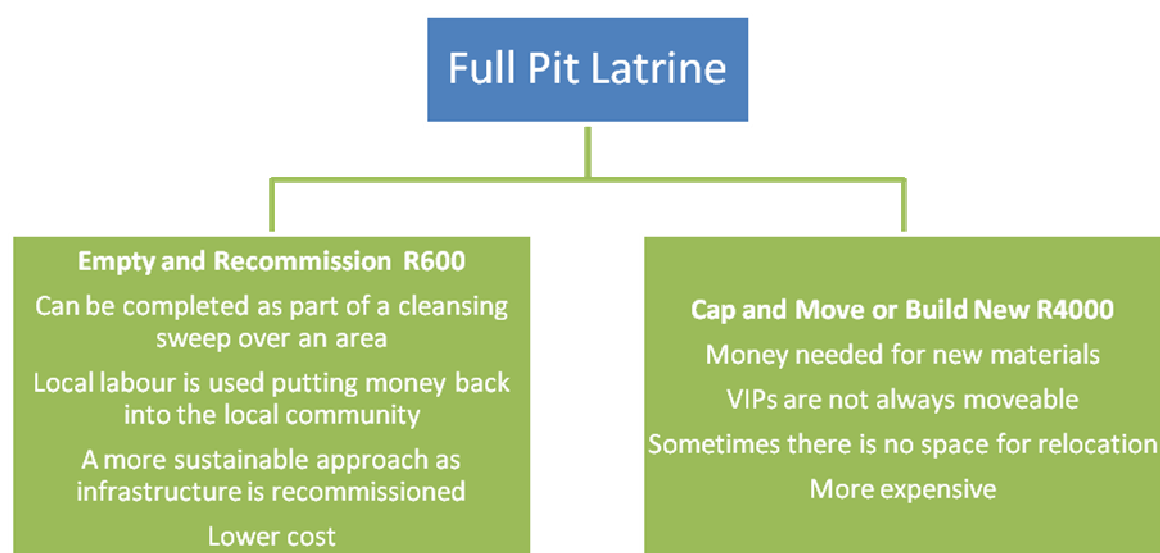 Full Pit Latrine
Empty and Recommission R600
Can be completed as part of a cleansing
sweep over an area
Local labour is used putting money back
into the local community
A more sustainable approach as
infrastructure is recommissioned
Lower cost
Cap and Move or Build New R4000
Money needed for new materials
VIPs are not always moveable
Sometimes there is no space for relocation
More expensive